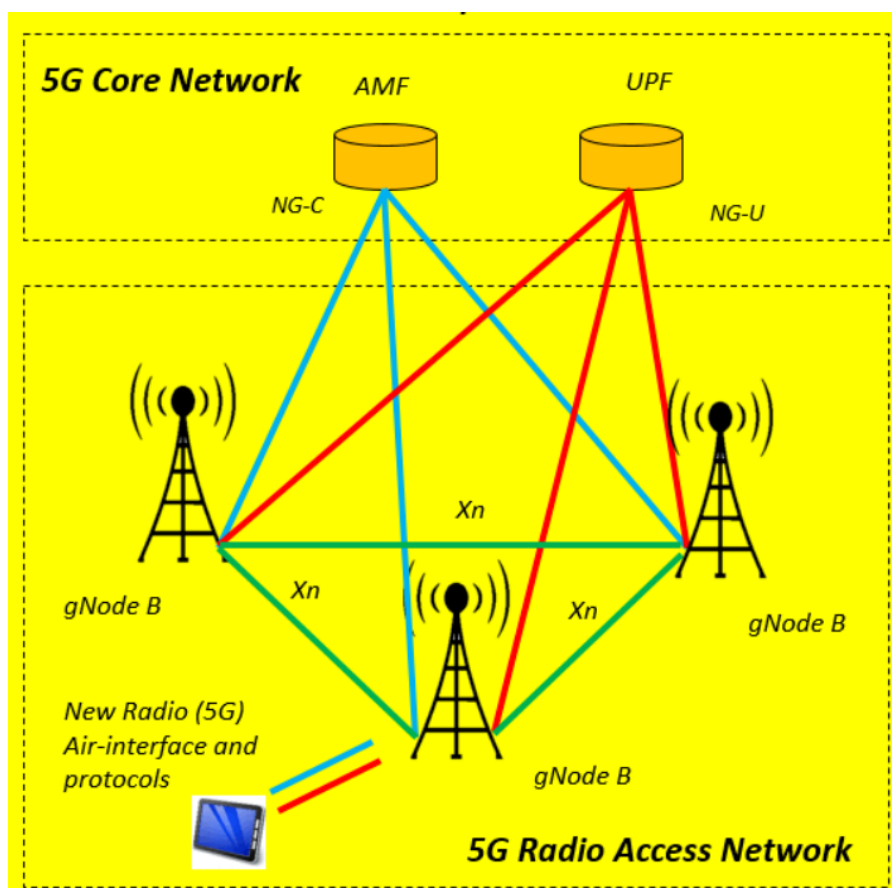 5G Core Network
AMF
UPF
NG-C
NG-U
Xn
Xn
Xn
gNode B
gNode B
New Radio (5G)
Air-interface and
protocols
gNode B
5G Radio Access Network